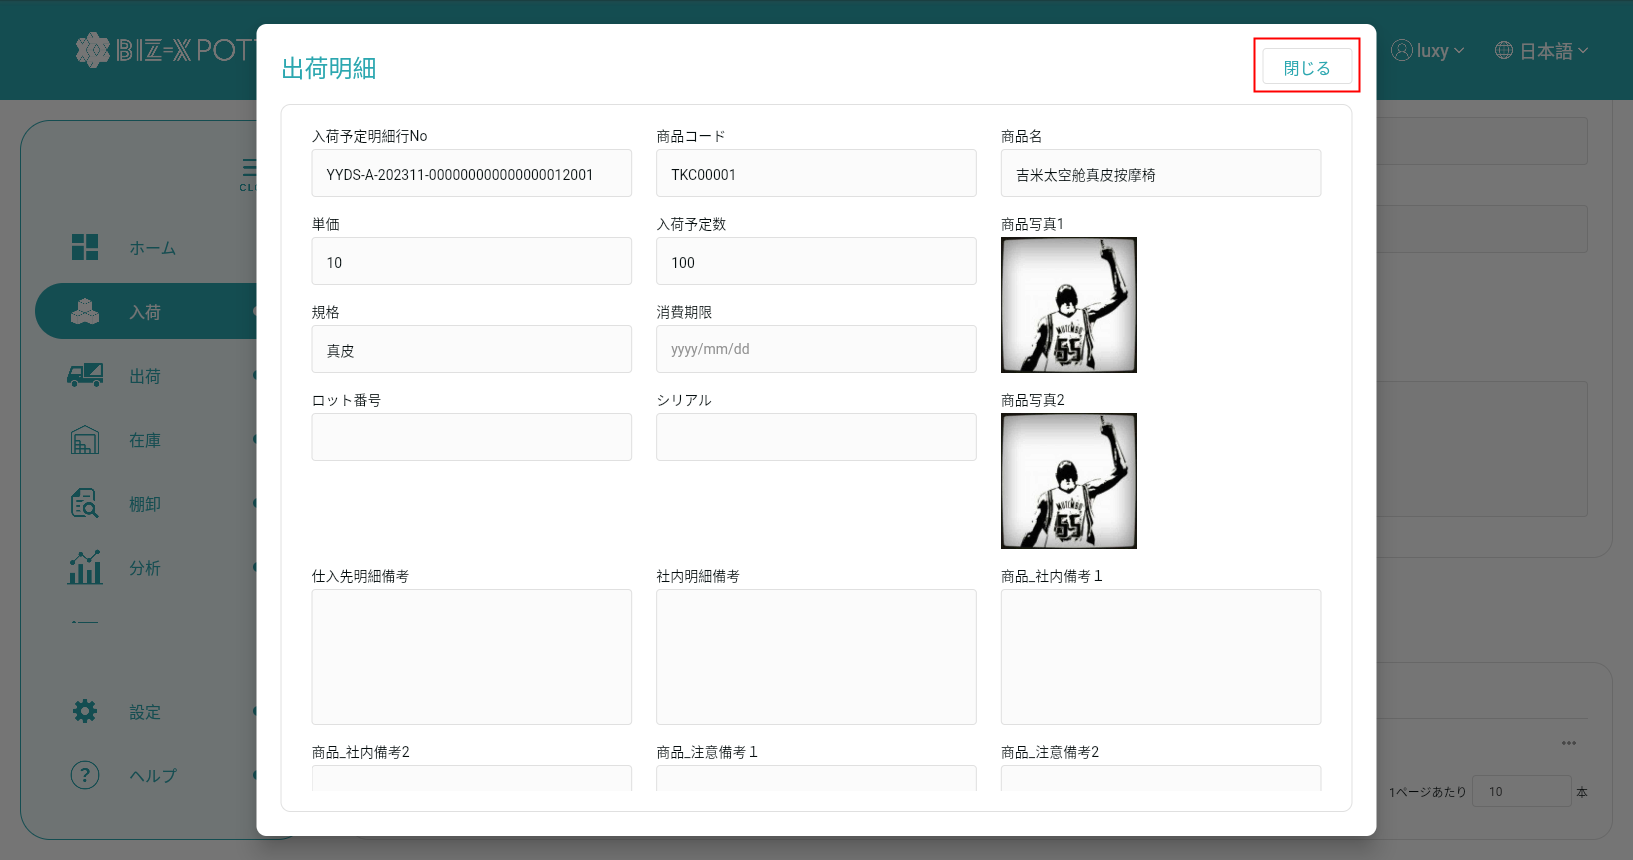 BIZ=X POT
luxy
日本語
出荷明細
閉じる
入荷予定明細行No
商品コード
商品名
YYDS-A-202311-000000000000000012001
TKC00001
吉米太空舱真皮按摩椅
単価
入荷予定数
商品写真1
10
100
規格
消費期限
真皮
yyyy/mm/dd
ロット番号
シリアル
商品写真2
MUTOMBO
55
MUTOMBO
55
仕入先明細備考
社内明細備考
商品_社内備考１
商品_社内備考2
商品_注意備考１
商品_注意備考2
CLO
ホーム
入荷
出荷
在庫
棚卸
分析
設定
ヘルプ
1ページあたり
10
本